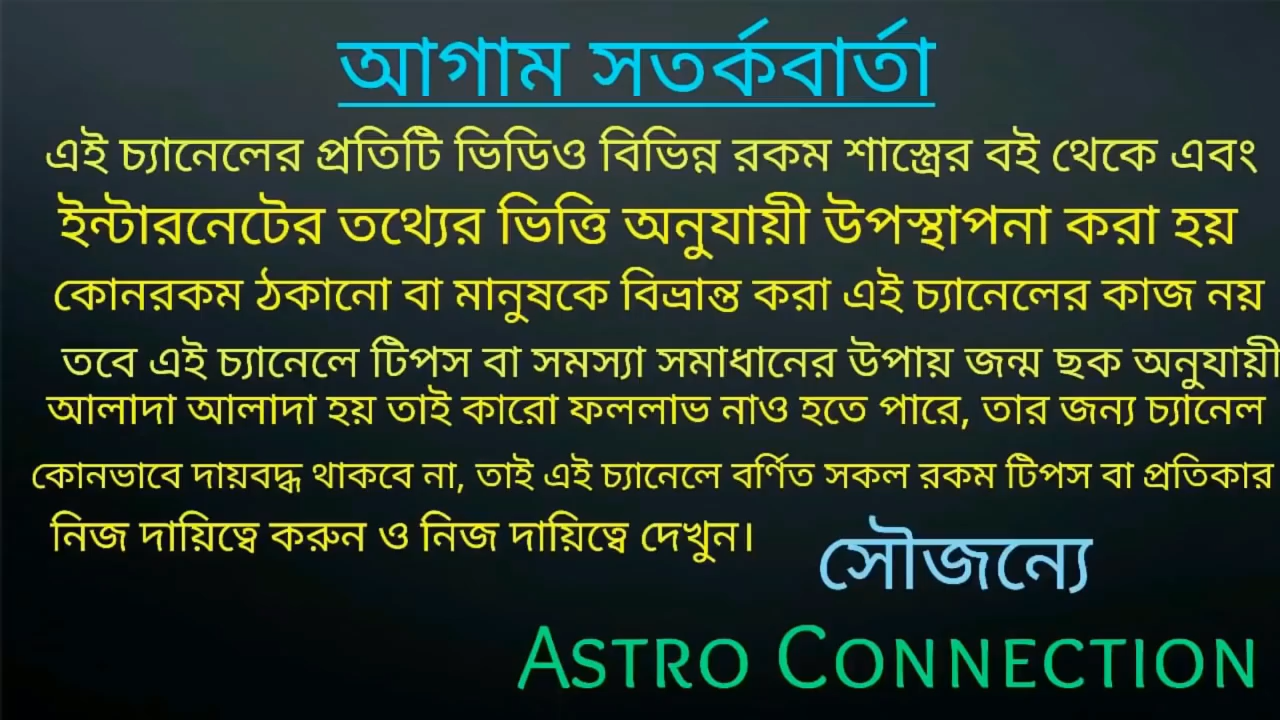 আগাম সতর্কবার্তা
এই চ্যানেলের প্রতিটি ভিডিও বিভিন্ন রকম শাস্ত্রের বই থেকে এবং
ইন্টারনেটের তথ্যের ভিত্তি অনুযায়ী উপস্থাপনা করা হয়
কোনরকম ঠকানো বা মানুষকে বিভ্রান্ত করা এই চ্যানেলের কাজ নয়
তবে এই চ্যানেলে টিপস বা সমস্যা সমাধানের উপায় জন্ম ছক অনুযায়ী
আলাদা আলাদা হয় তাই কারো ফললাভ নাও হতে পারে, তার জন্য চ্যানেল
কোনভাবে দায়বদ্ধ থাকবে না, তাই এই চ্যানেলে বর্ণিত সকল রকম টিপস বা প্রতিকার
নিজ দায়িত্বে করুন ও নিজ দায়িত্বে দেখুন।
সৌজন্যে
ASTRO CONNECTION